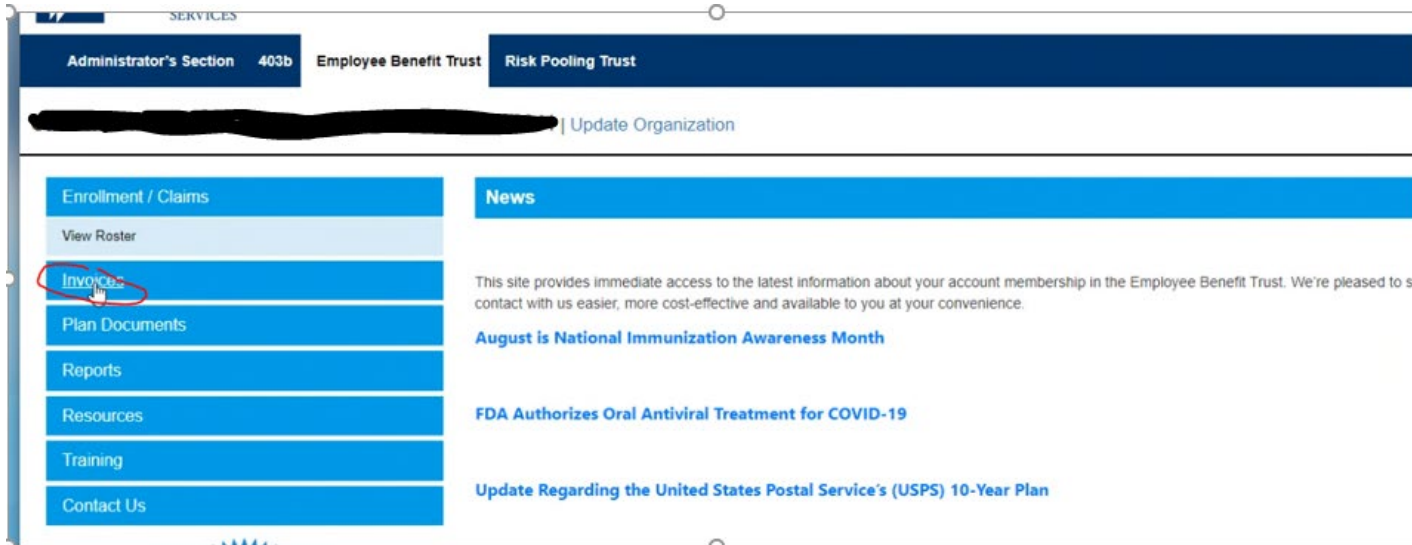 SERVICES
Administrator's Section 403b Employee Benefit Trust Risk Pooling Trust
| Update Organization
Enrollment / Claims
View Roster
Invoices
Plan Documents
Reports
Resources
Training
Contact Us
News
This site provides immediate access to the latest information about your account membership in the Employee Benefit Trust. We're pleased to
contact with us easier, more cost-effective and available to you at your convenience.
August is National Immunization Awareness Month
FDA Authorizes Oral Antiviral Treatment for COVID-19
Update Regarding the United States Postal Service's (USPS) 10-Year Plan